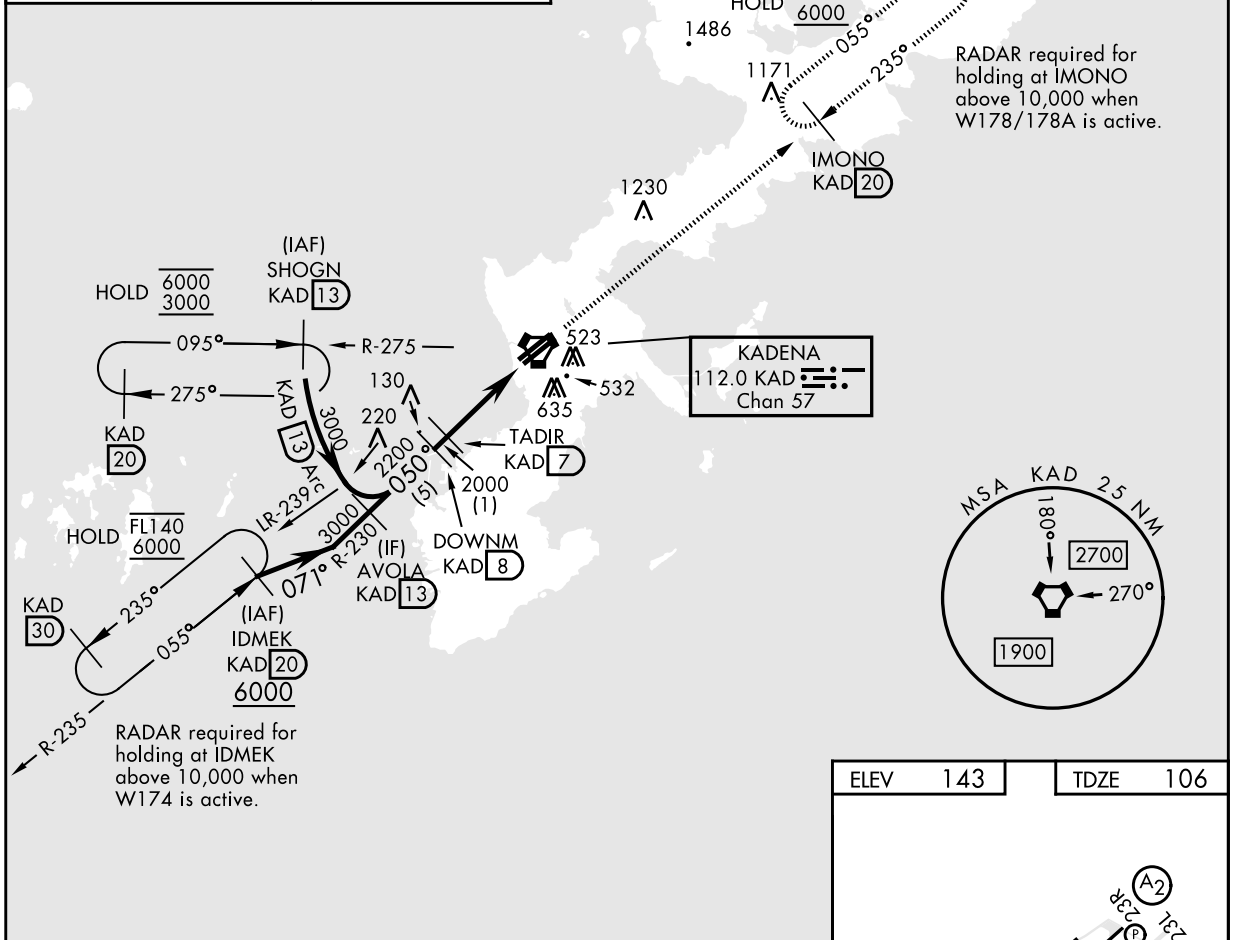 HOLD
6000
055°
235°
1486
1171
RADAR required for
holding at IMONO
above 10,000 when
W178/178A is active.
IMONO
KAD 20
1230
(IAF)
SHOGN
KAD 13
HOLD 6000
3000
095°
R-275
275°
KAD
20
KAD 13 Arc
3000
130
220
523
532
635
KADENA
112.0 KAD
Chan 57
TADIR
KAD 7
2200
050°
(5)
2000
(1)
LR-239
3000
R-230
(IF)
AVOLA
KAD 13
DOWNM
KAD 8
HOLD FL140
6000
071°
235°
055°
KAD
30
(IAF)
IDMEK
KAD 20
6000
R-235
RADAR required for
holding at IDMEK
above 10,000 when
W174 is active.
MSA KAD 25 NM
180°
2700
270°
1900
ELEV 143
TDZE 106
A2
23R
23L
P